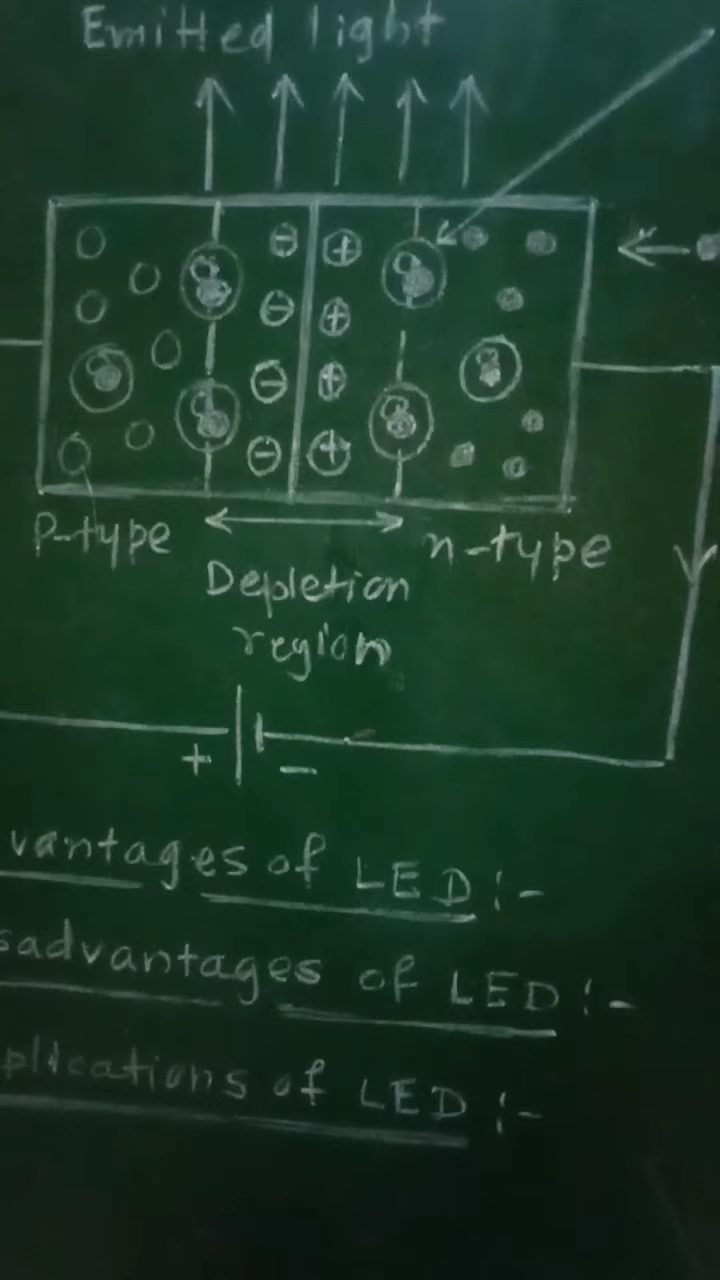 Emitted light
P-type
n-type
Depletion
region
+ −
vantages of LED :-
sadvantages of LED :-
plications of LED :-